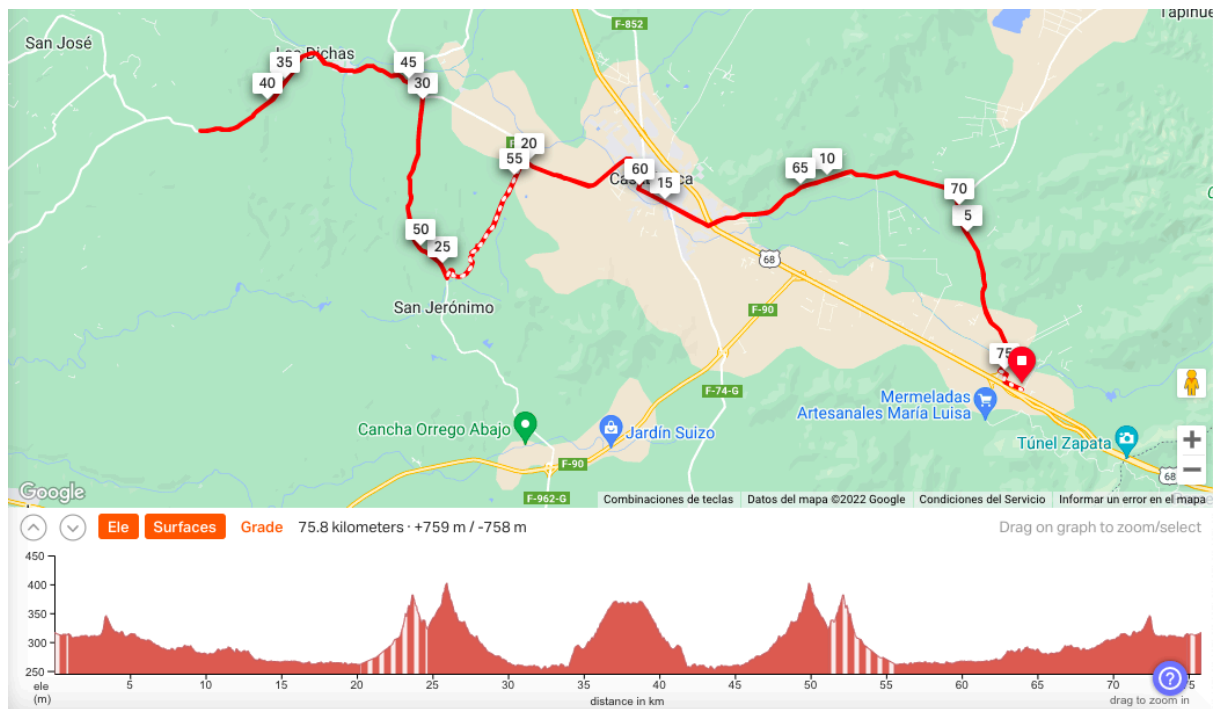 Tapihue
F-852
San José
Los Dichas
35
45
40
30
20
55
60
15
65
10
70
5
50
25
68
San Jerónimo
F-90
75
F-74-G
Mermeladas
Artesanales María Luisa
Cancha Orrego Abajo
Jardín Suizo
Túnel Zapata
F-90
68
F-962-G
Google
Combinaciones de teclas
Datos del mapa ©2022 Google
Condiciones del Servicio
Informar un error en el mapa
Ele
Surfaces
Grade
75.8 kilometers · +759 m / -758 m
Drag on graph to zoom/select
450
400
350
300
250
ele
(m)
5
10
15
20
25
30
35
40
45
50
55
60
65
70
distance in km
drag to zoom in
?